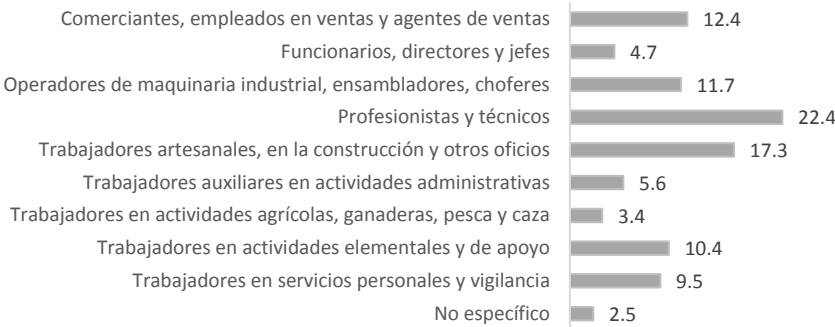 Comerciantes, empleados en ventas y agentes de ventas 12.4
Funcionarios, directores y jefes 4.7
Operadores de maquinaria industrial, ensambladores, choferes 11.7
Profesionistas y técnicos 22.4
Trabajadores artesanales, en la construcción y otros oficios 17.3
Trabajadores auxiliares en actividades administrativas 5.6
Trabajadores en actividades agrícolas, ganaderas, pesca y caza 3.4
Trabajadores en actividades elementales y de apoyo 10.4
Trabajadores en servicios personales y vigilancia 9.5
No específico 2.5